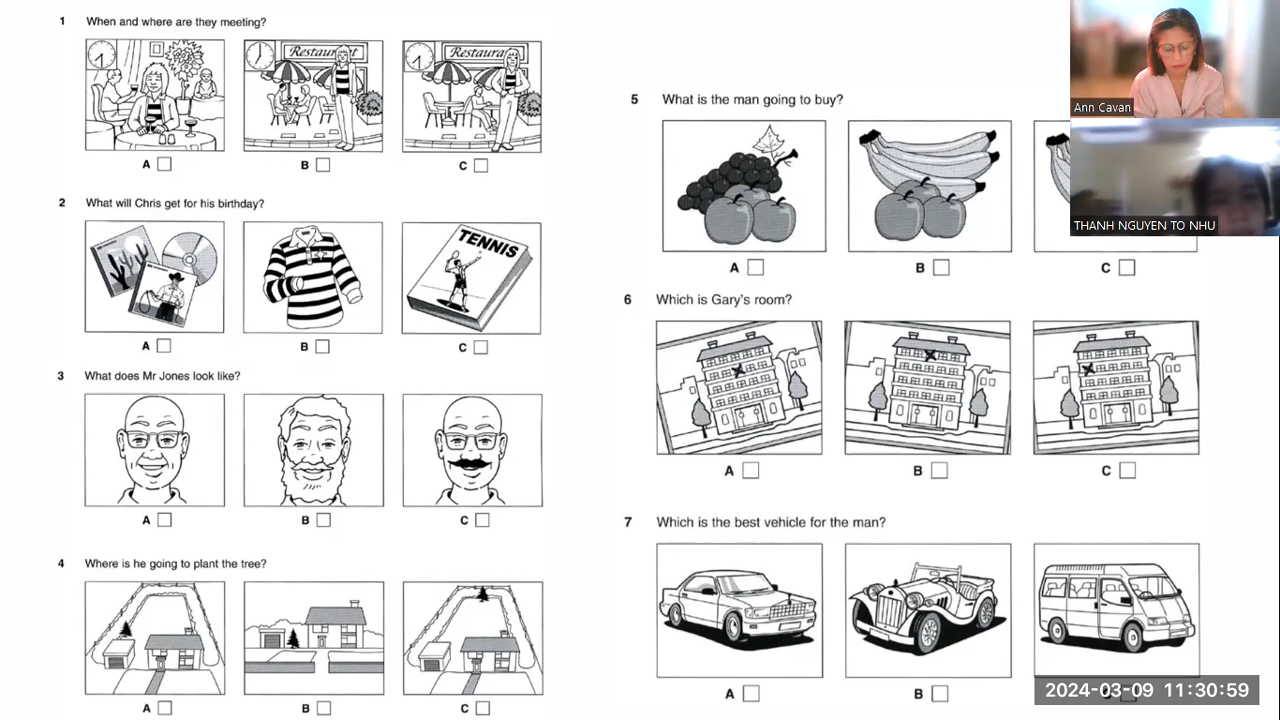 1 When and where are they meeting?
Restaurant
Restaura
A B C
2 What will Chris get for his birthday?
TENNIS
A B C
3 What does Mr Jones look like?
A B C
4 Where is he going to plant the tree?
A B C
5 What is the man going to buy?
A B C
6 Which is Gary's room?
A B C
7 Which is the best vehicle for the man?
A B
Ann Cavan
THANH NGUYEN TO NHU
2024-03-09 11:30:59